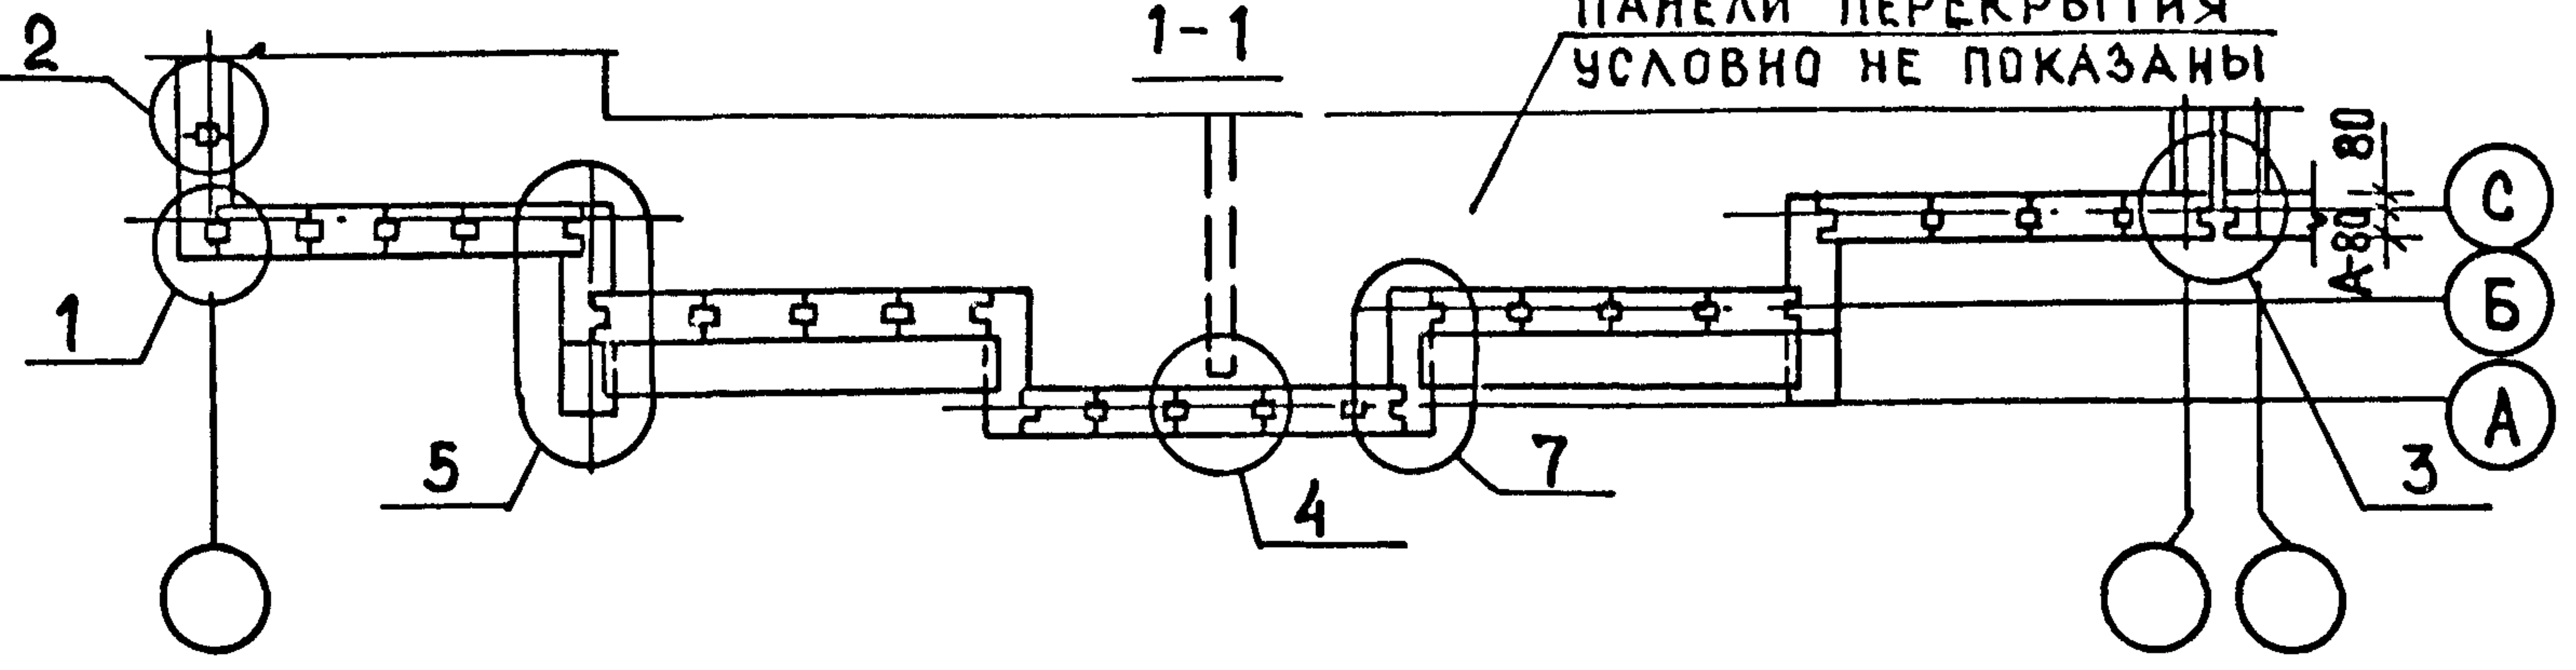 2
1-1
ПАНЕЛИ ПЕРЕКРЫТИЯ
УСЛОВНО НЕ ПОКАЗАНЫ
80
С
А-80
Б
1
А
5
7
3
4